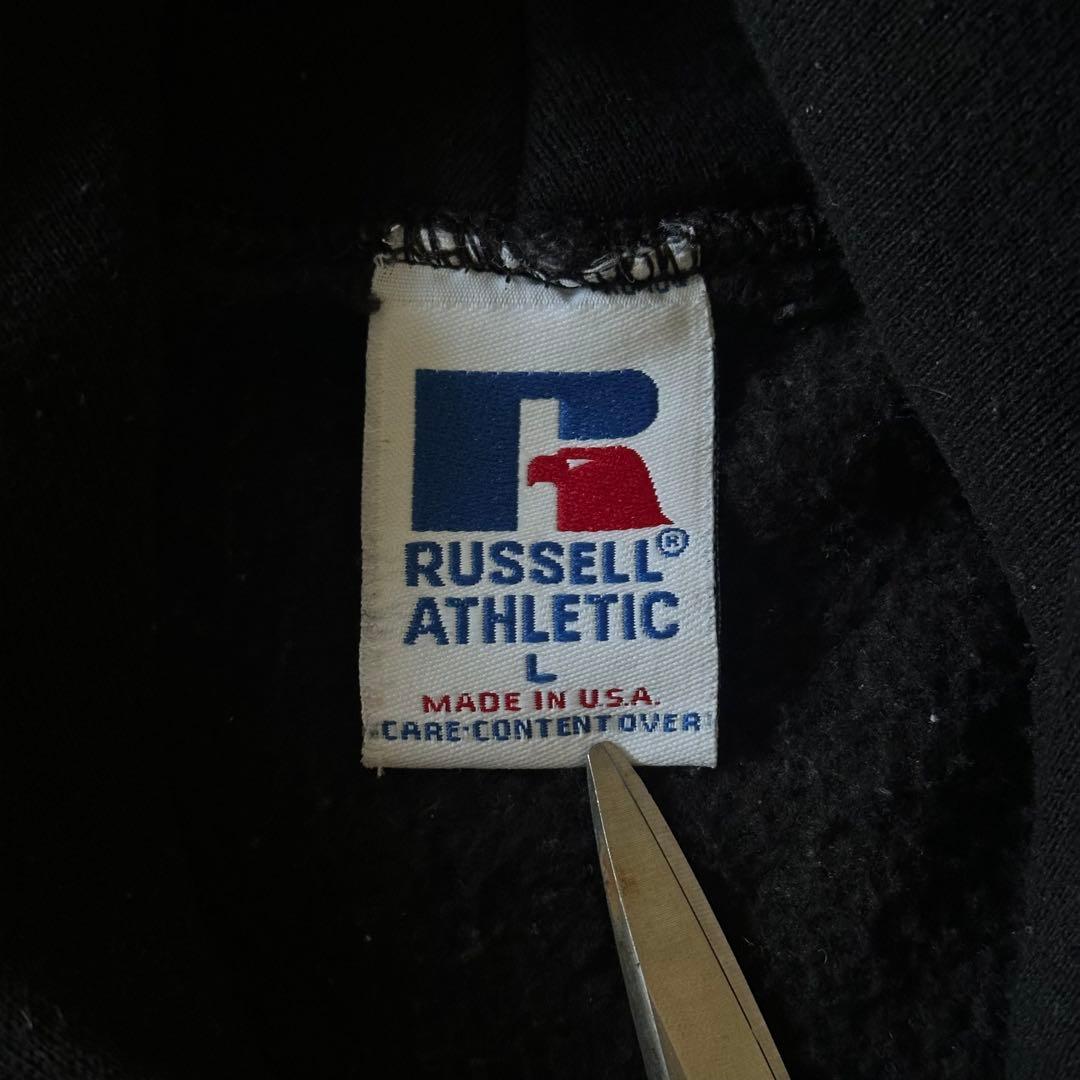 R
RUSSELL®
ATHLETIC
L
MADE IN U.S.A.
CARE·CONTENT OVER